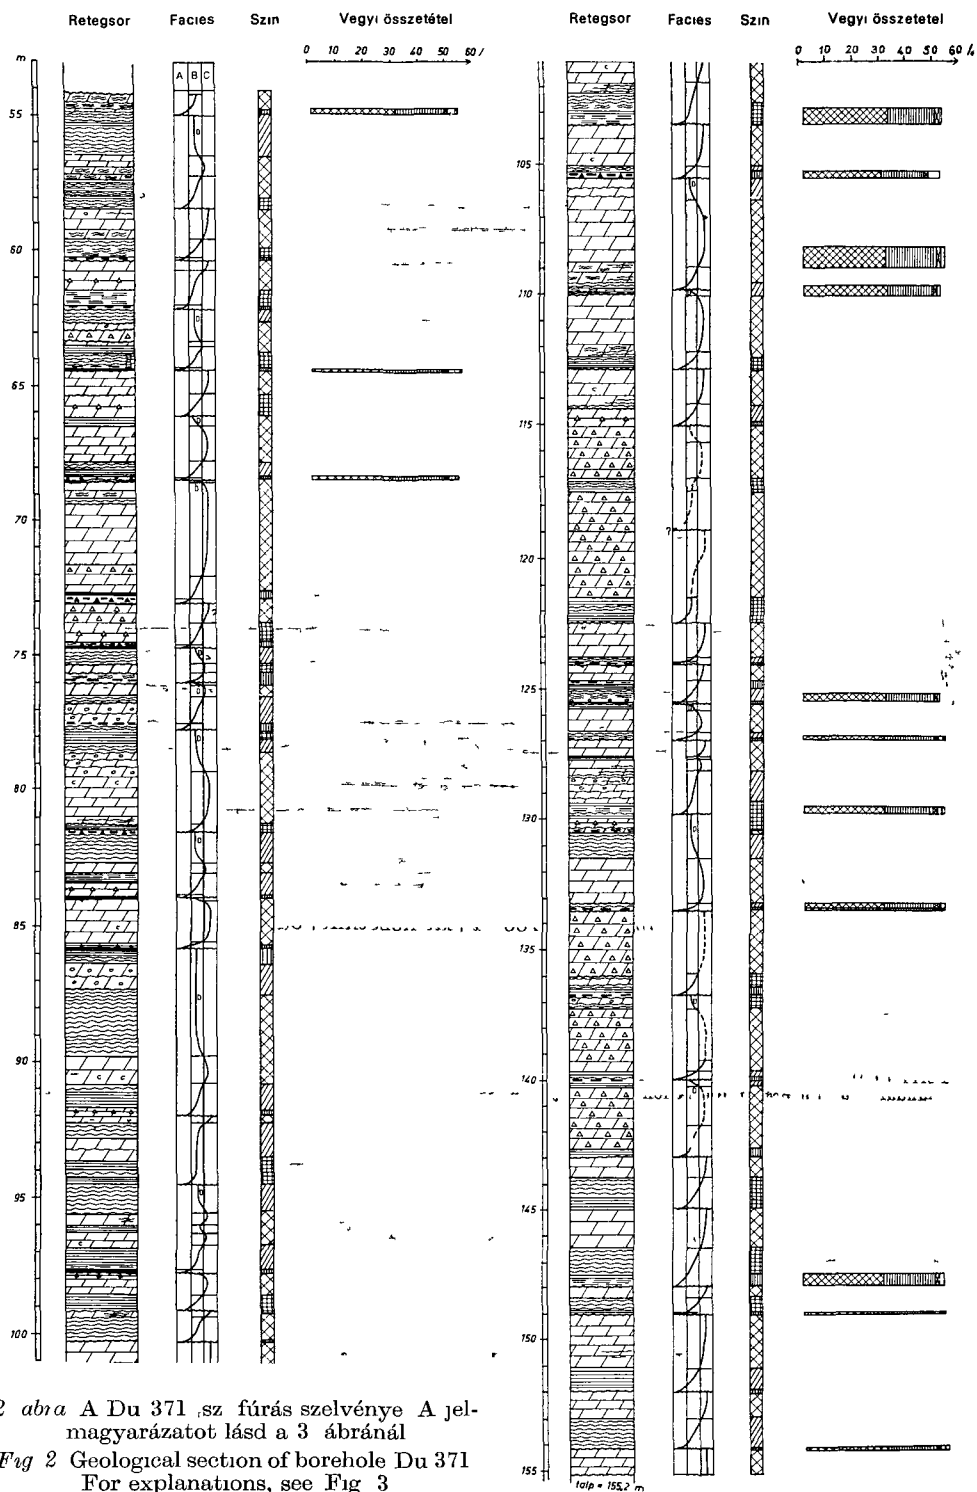 Retegsor Facies Szin Vegyi összetétel
Retegsor Facies Szin Vegyi összetetel
m
0 10 20 30 40 50 60 /
0 10 20 30 40 50 60 /.
A B C
55
60
65
70
75
80
85
90
95
100
105
110
115
120
125
130
135
140
145
150
155
talp = 155,2 m
2 abra A Du 371 sz fúrás szelvénye A jel-
magyarázatot lásd a 3 ábránál
Fig 2 Geological section of borehole Du 371
For explanations, see Fig 3